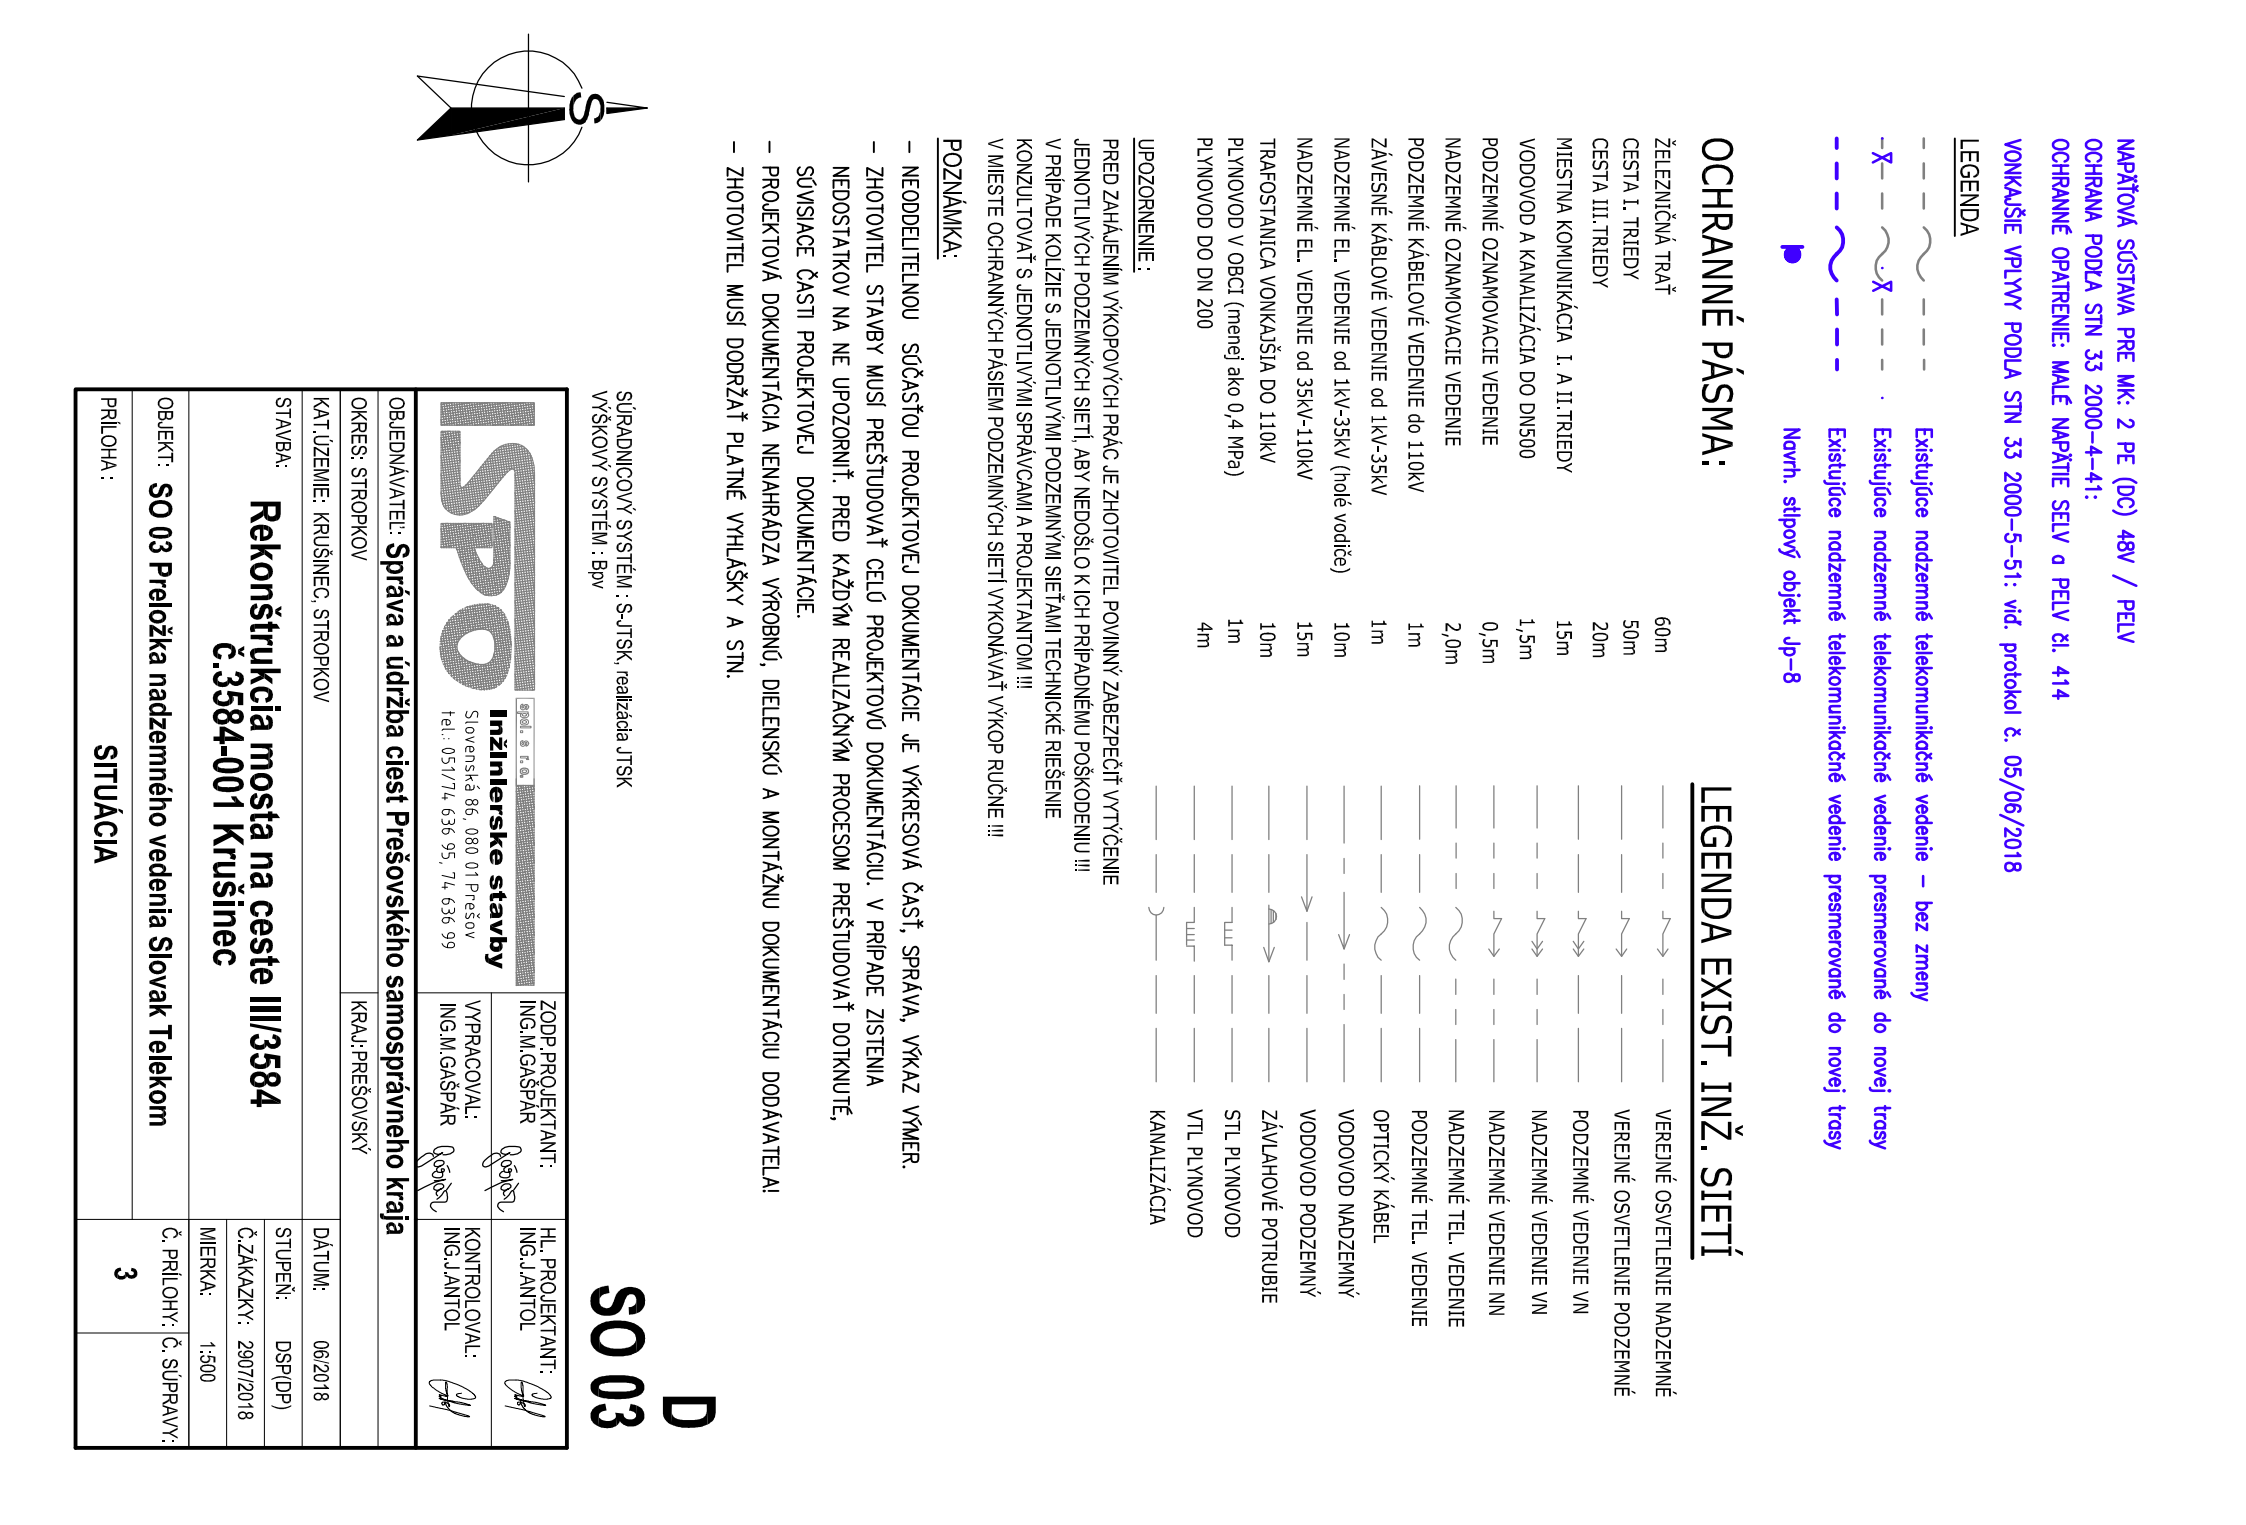 NAPÄŤOVÁ SÚSTAVA PRE MK: 2 PE (DC) 48V / PELV
OCHRANA PODĽA STN 33 2000-4-41:
OCHRANNÉ OPATRENIE: MALÉ NAPÄTIE SELV a PELV čl. 414
VONKAJŠIE VPLYVY PODLA STN 33 2000-5-51: viď. protokol č. 05/06/2018
LEGENDA
Existujúce nadzemné telekomunikačné vedenie - bez zmeny
Existujúce nadzemné telekomunikačné vedenie presmerované do novej trasy
Existujúce nadzemné telekomunikačné vedenie presmerované do novej trasy
Navrh. stlpový objekt Jp-8
OCHRANNÉ PÁSMA:
ŽELEZNIČNÁ TRAŤ 60m
CESTA I. TRIEDY 50m
CESTA III.TRIEDY 20m
MIESTNA KOMUNIKÁCIA I. A II.TRIEDY 15m
VODOVOD A KANALIZÁCIA DO DN500 1,5m
PODZEMNÉ OZNAMOVACIE VEDENIE 0,5m
NADZEMNÉ OZNAMOVACIE VEDENIE 2,0m
PODZEMNÉ KÁBELOVÉ VEDENIE do 110kV 1m
ZÁVESNÉ KÁBLOVÉ VEDENIE od 1kV-35kV 1m
NADZEMNÉ EL. VEDENIE od 1kV-35kV (holé vodiče) 10m
NADZEMNÉ EL. VEDENIE od 35kV-110kV 15m
TRAFOSTANICA VONKAJŠIA DO 110kV 10m
PLYNOVOD V OBCI (menej ako 0,4 MPa) 1m
PLYNOVOD DO DN 200 4m
LEGENDA EXIST. INŽ. SIETÍ
VEREJNÉ OSVETLENIE NADZEMNÉ
VEREJNÉ OSVETLENIE PODZEMNÉ
PODZEMNÉ VEDENIE VN
NADZEMNÉ VEDENIE VN
NADZEMNÉ VEDENIE NN
NADZEMNÉ TEL. VEDENIE
PODZEMNÉ TEL. VEDENIE
OPTICKÝ KÁBEL
VODOVOD NADZEMNÝ
VODOVOD PODZEMNÝ
ZÁVLAHOVÉ POTRUBIE
STL PLYNOVOD
VTL PLYNOVOD
KANALIZÁCIA
UPOZORNENIE:
PRED ZAHÁJENÍM VÝKOPOVÝCH PRÁC JE ZHOTOVITEL POVINNÝ ZABEZPEČIŤ VYTÝČENIE
JEDNOTLIVÝCH PODZEMNÝCH SIETÍ, ABY NEDOŠLO K ICH PRÍPADNÉMU POŠKODENIU !!!
V PRÍPADE KOLÍZIE S JEDNOTLIVÝMI PODZEMNÝMI SIEŤAMI TECHNICKÉ RIEŠENIE
KONZULTOVAŤ S JEDNOTLIVÝMI SPRÁVCAMI A PROJEKTANTOM !!!
V MIESTE OCHRANNÝCH PÁSIEM PODZEMNÝCH SIETÍ VYKONÁVAŤ VÝKOP RUČNE !!!
POZNÁMKA:
- NEODDELITELNOU SÚČASŤOU PROJEKTOVEJ DOKUMENTÁCIE JE VÝKRESOVÁ ČASŤ, SPRÁVA, VÝKAZ VÝMER.
- ZHOTOVITEL STAVBY MUSÍ PREŠTUDOVAŤ CELÚ PROJEKTOVÚ DOKUMENTÁCIU. V PRÍPADE ZISTENIA
NEDOSTATKOV NA NE UPOZORNIŤ. PRED KAŽDÝM REALIZAČNÝM PROCESOM PREŠTUDOVAŤ DOTKNUTÉ,
SÚVISIACE ČASTI PROJEKTOVEJ DOKUMENTÁCIE.
- PROJEKTOVÁ DOKUMENTÁCIA NENAHRÁDZA VÝROBNÚ, DIELENSKÚ A MONTÁŽNU DOKUMENTÁCIU DODÁVATELA!
- ZHOTOVITEL MUSÍ DODRŽAŤ PLATNÉ VYHLÁŠKY A STN.
S
D
SO 03
SÚRADNICOVÝ SYSTÉM : S-JTSK, realizácia JTSK
VÝŠKOVÝ SYSTÉM : Bpv
ISPO
spol. s r. o.
Inžinierske stavby
Slovenská 86, 080 01 Prešov
tel.: 051/74 636 95, 74 636 99
ZODP.PROJEKTANT:
ING.M.GAŠPÁR
HL. PROJEKTANT:
ING.J.ANTOL
VYPRACOVAL:
ING.M.GAŠPÁR
KONTROLOVAL:
ING.J.ANTOL
OBJEDNÁVATEĽ: Správa a údržba ciest Prešovského samosprávneho kraja
OKRES: STROPKOV
KRAJ:PREŠOVSKÝ
KAT.ÚZEMIE: KRUŠINEC, STROPKOV
DÁTUM: 06/2018
STAVBA:
Rekonštrukcia mosta na ceste III/3584
č.3584-001 Krušinec
STUPEŇ: DSP(DP)
Č.ZÁKAZKY: 2907/2018
MIERKA: 1:500
OBJEKT: SO 03 Preložka nadzemného vedenia Slovak Telekom
Č. PRÍLOHY: 3
Č. SÚPRAVY:
PRÍLOHA :
SITUÁCIA